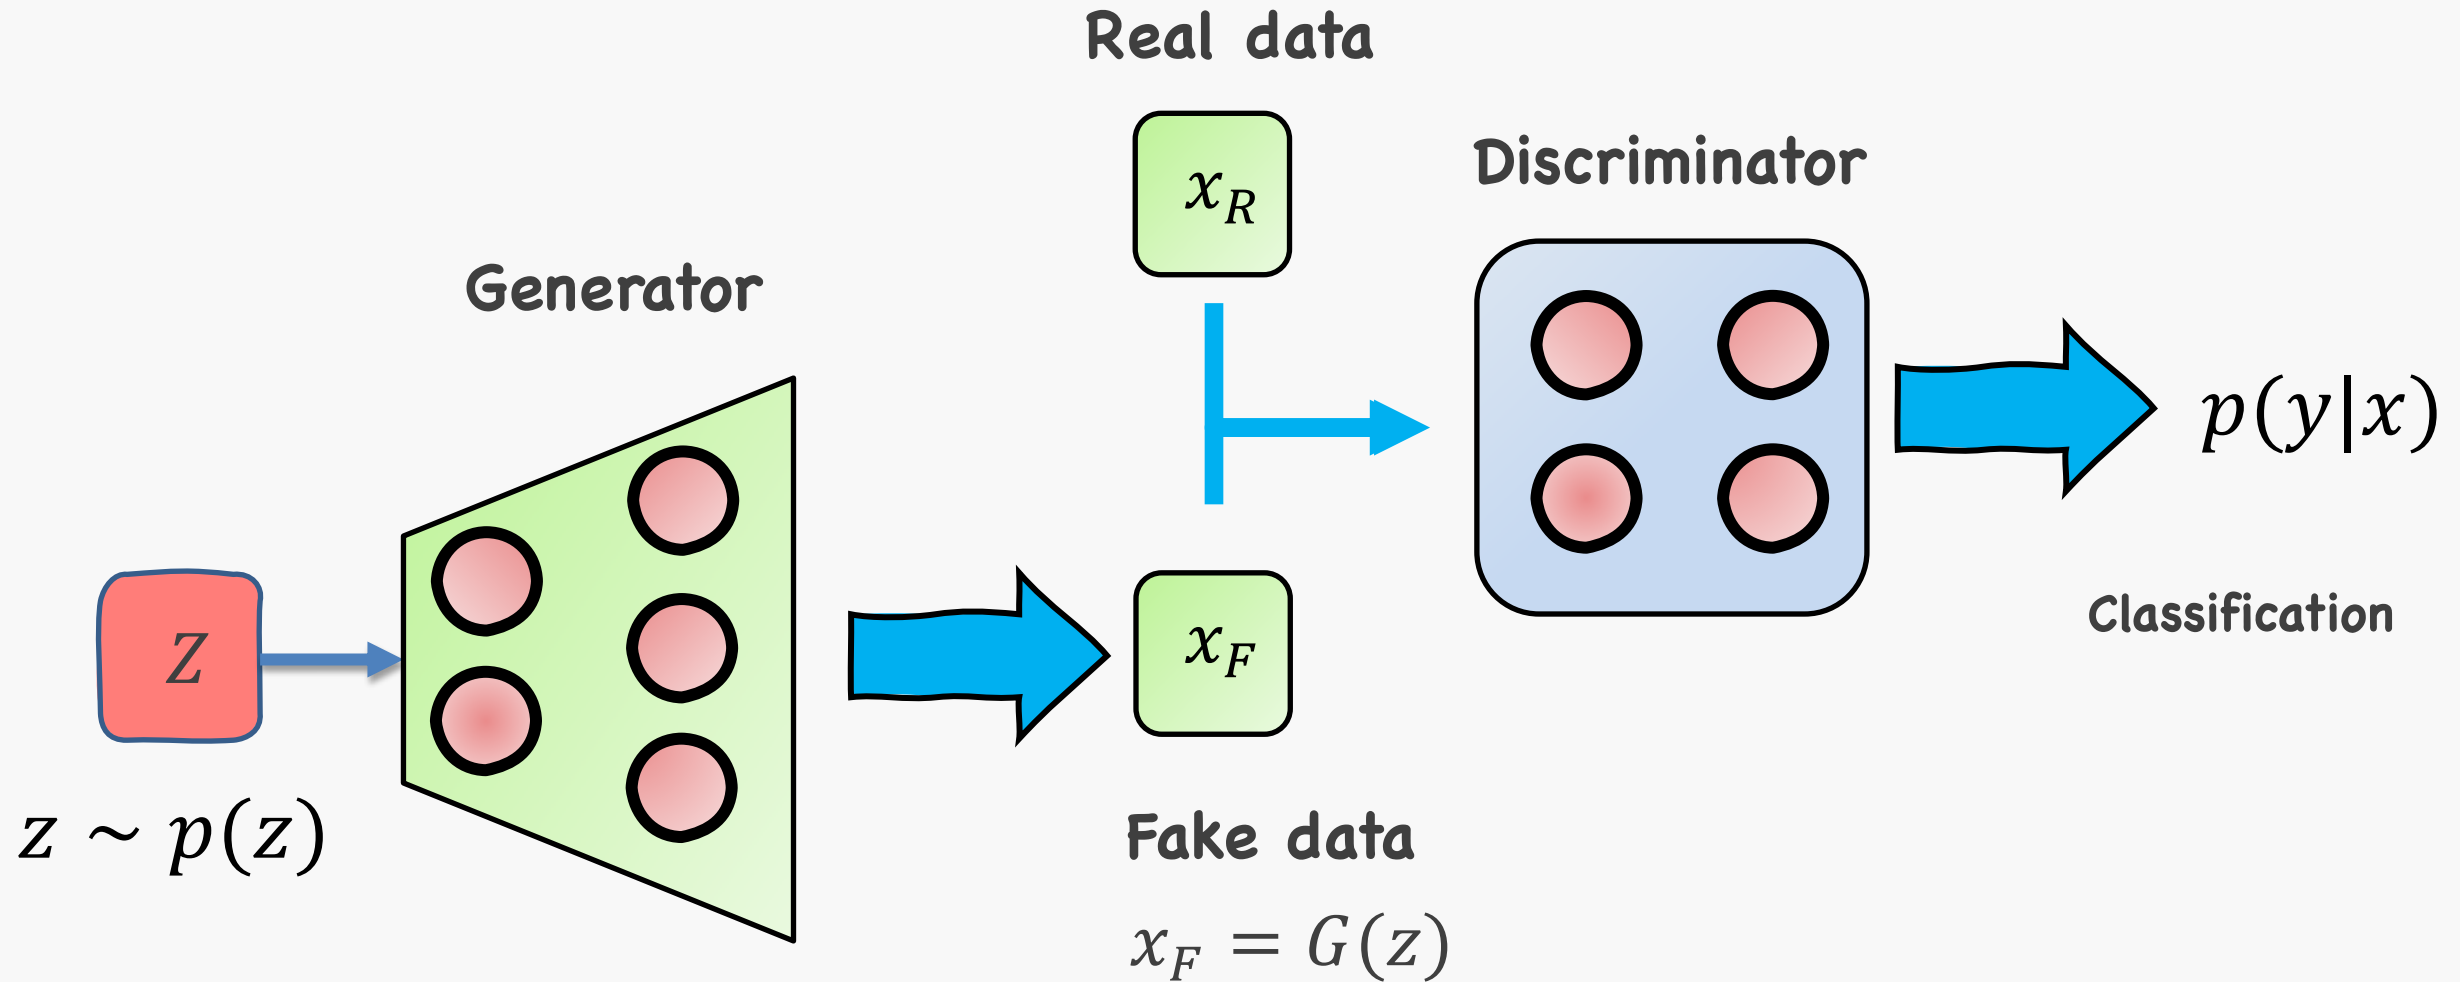 Real data
x_R
Discriminator
Generator
p(y|x)
Classification
Z
x_F
z ~ p(z)
Fake data
x_F = G(z)